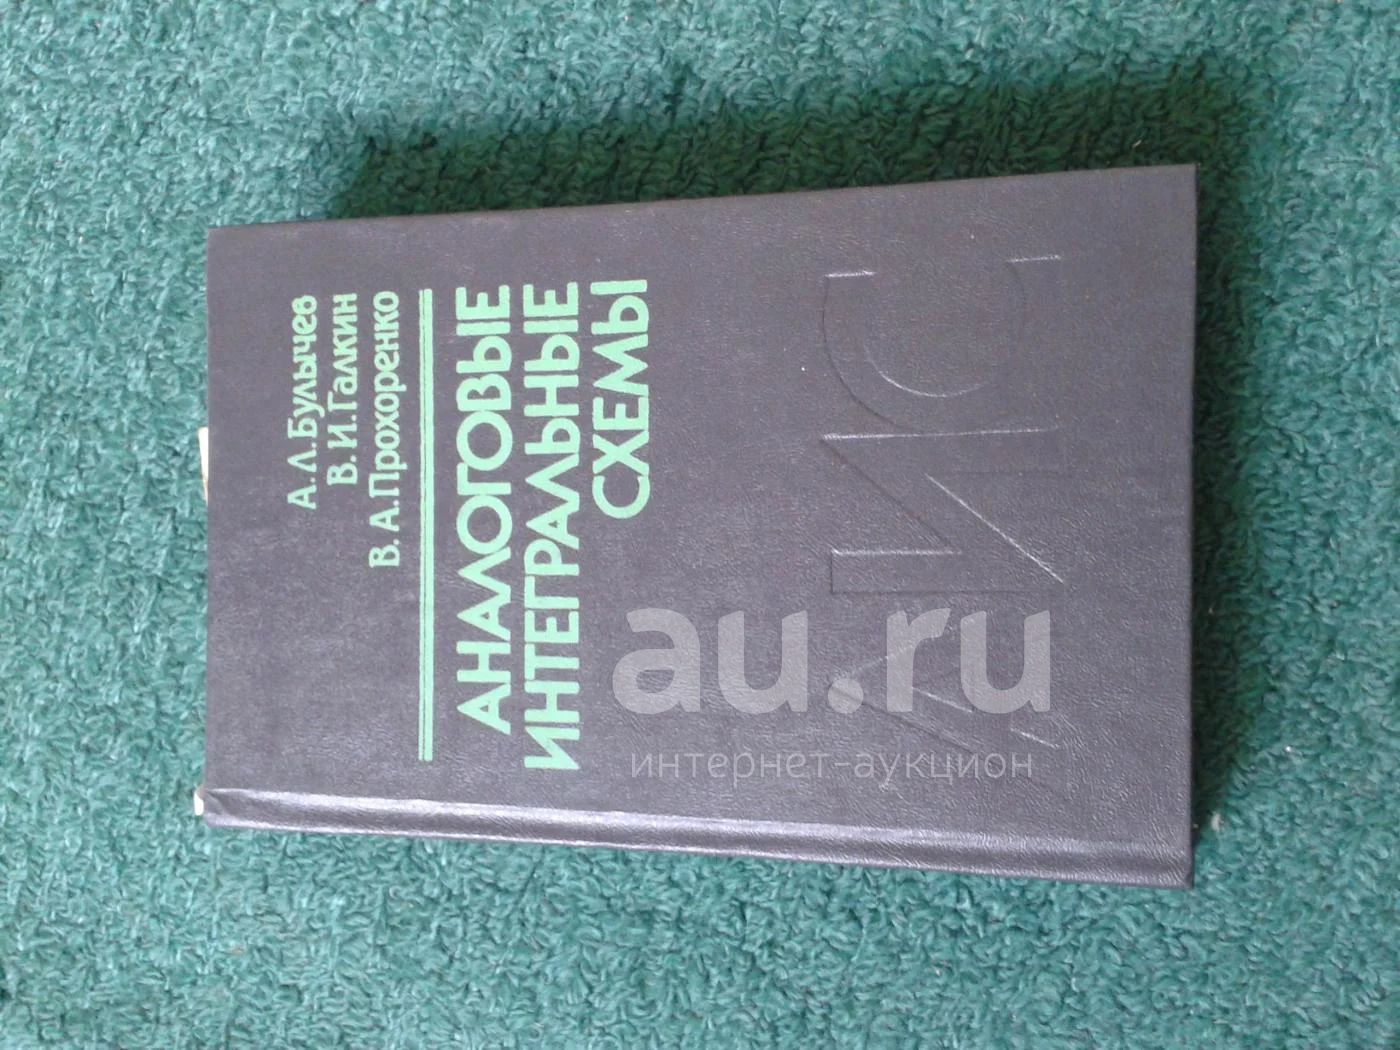 А.Л.Булычев
В.И.Галкин
В.А.Прохоренко
АНАЛОГОВЫЕ
ИНТЕГРАЛЬНЫЕ
СХЕМЫ
АИС
au.ru
интернет-аукцион